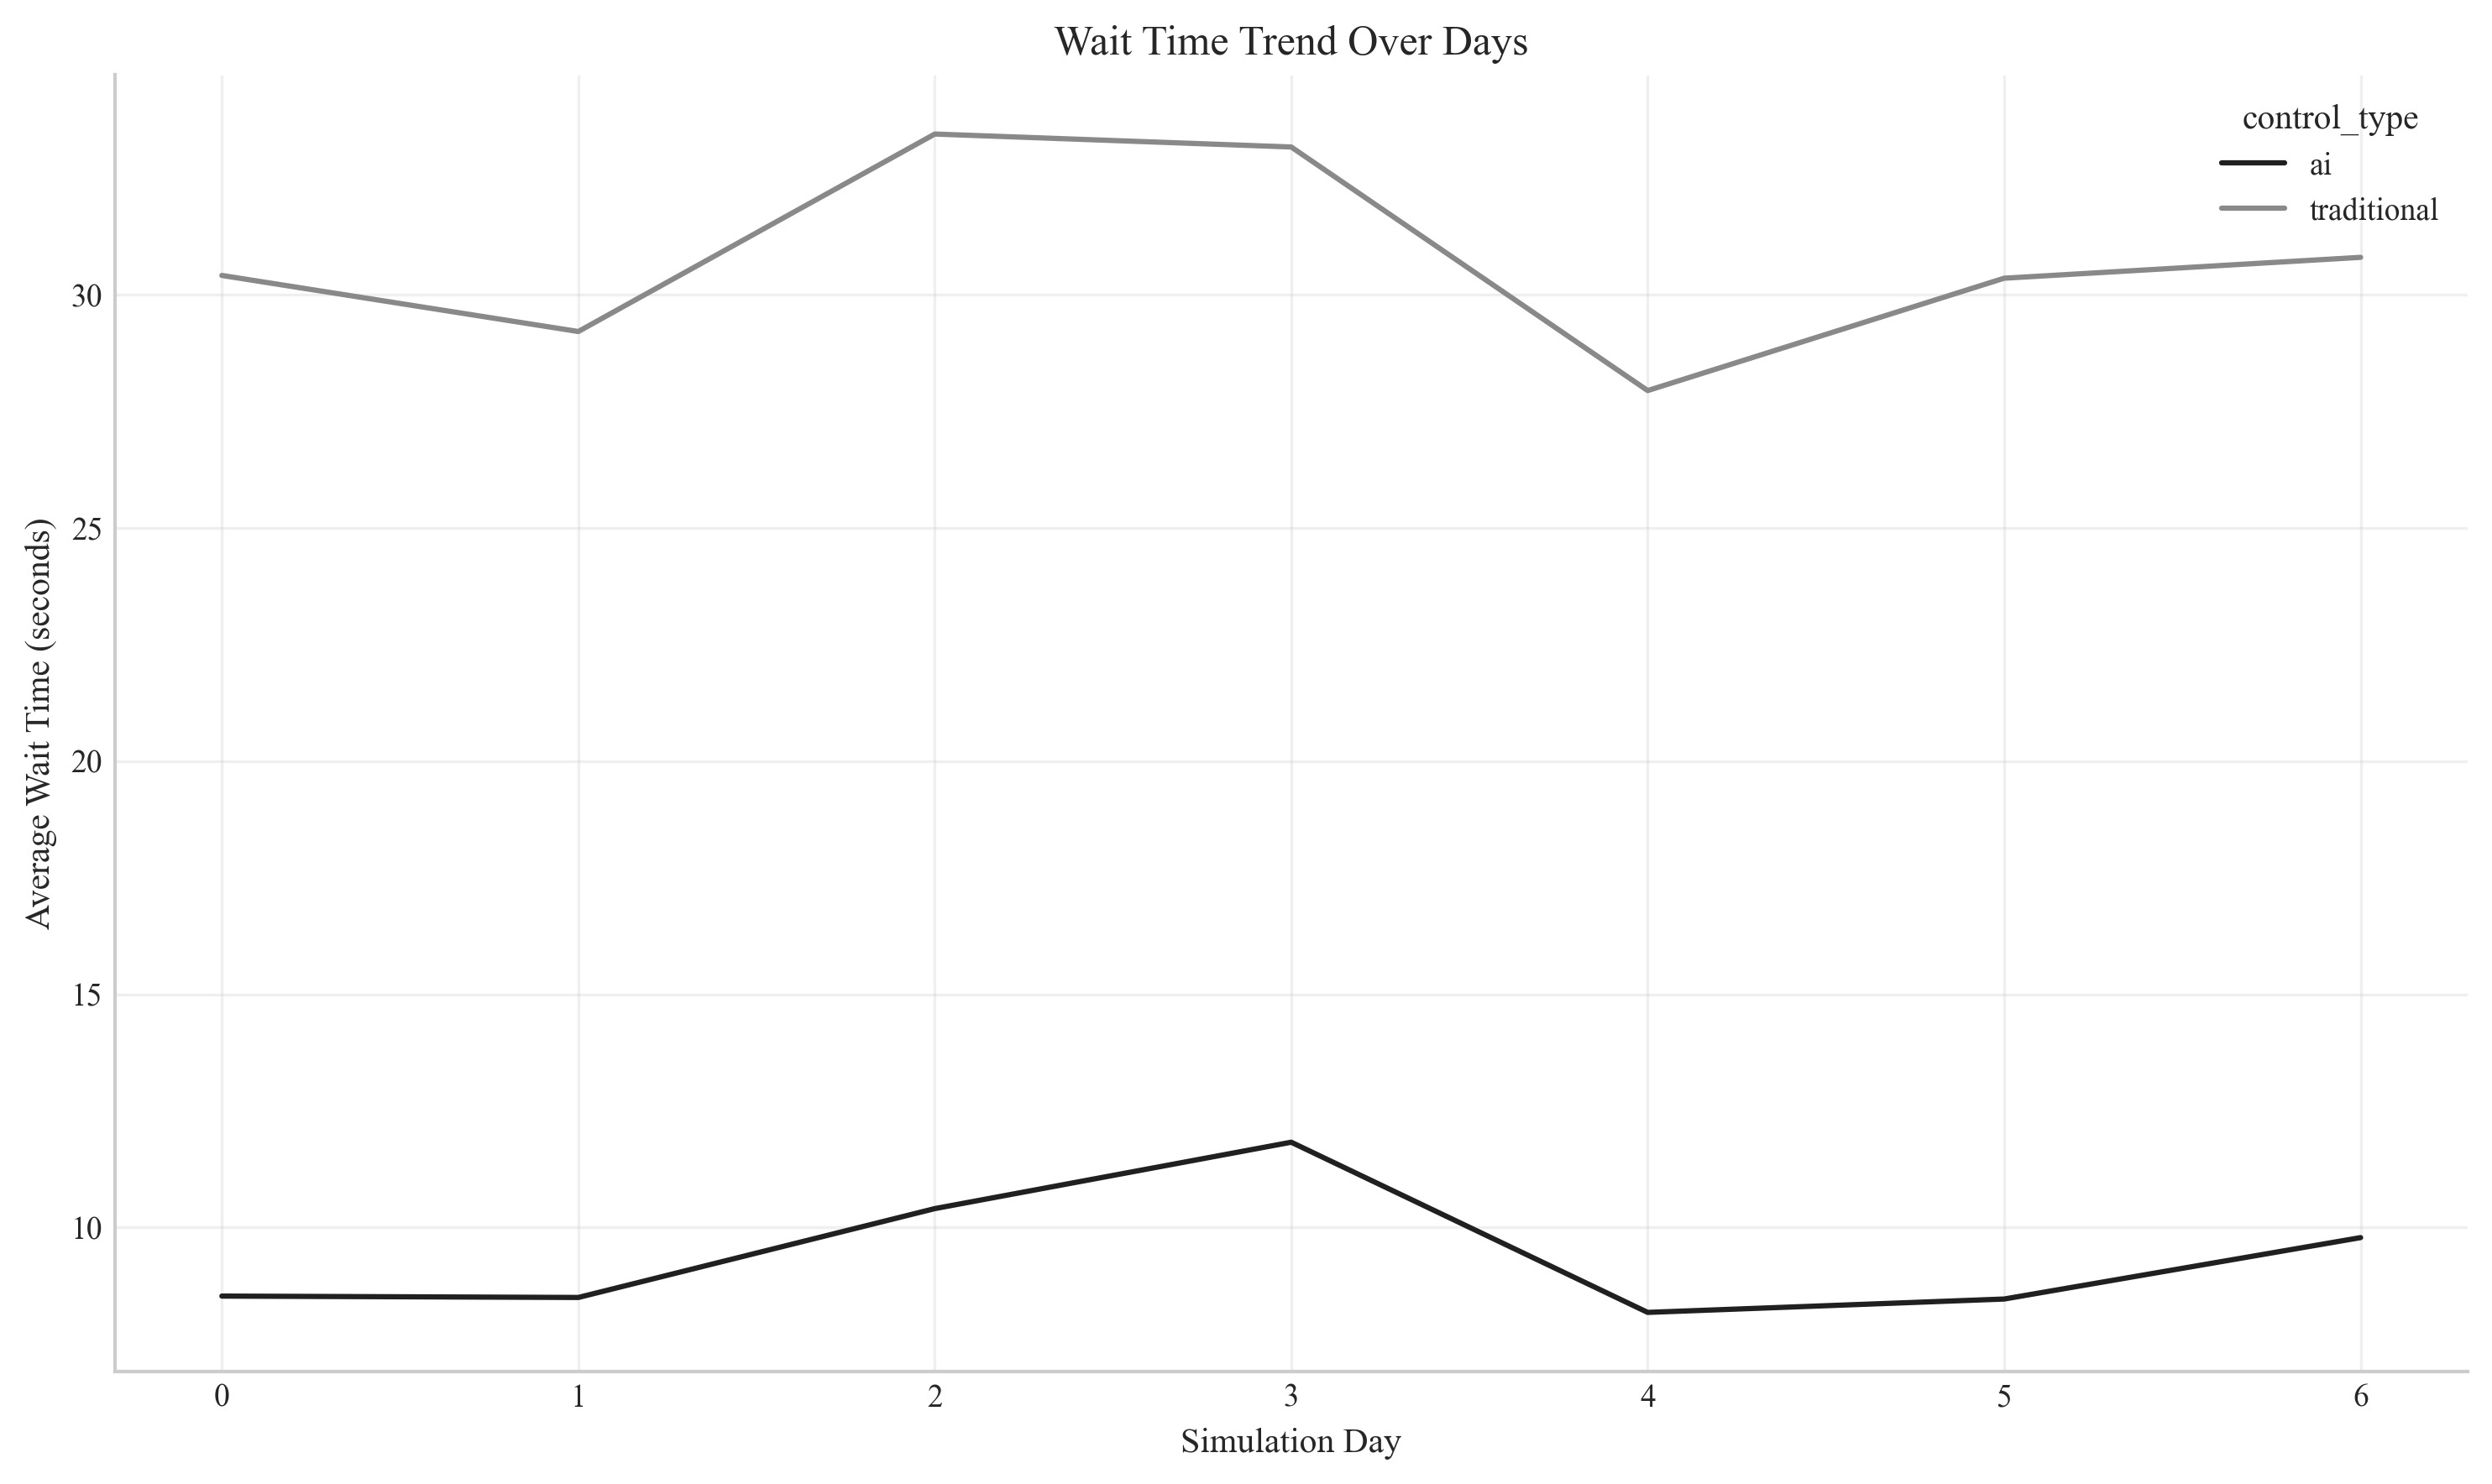 Wait Time Trend Over Days
control_type
ai
traditional
30
25
20
15
10
Average Wait Time (seconds)
0 1 2 3 4 5 6
Simulation Day